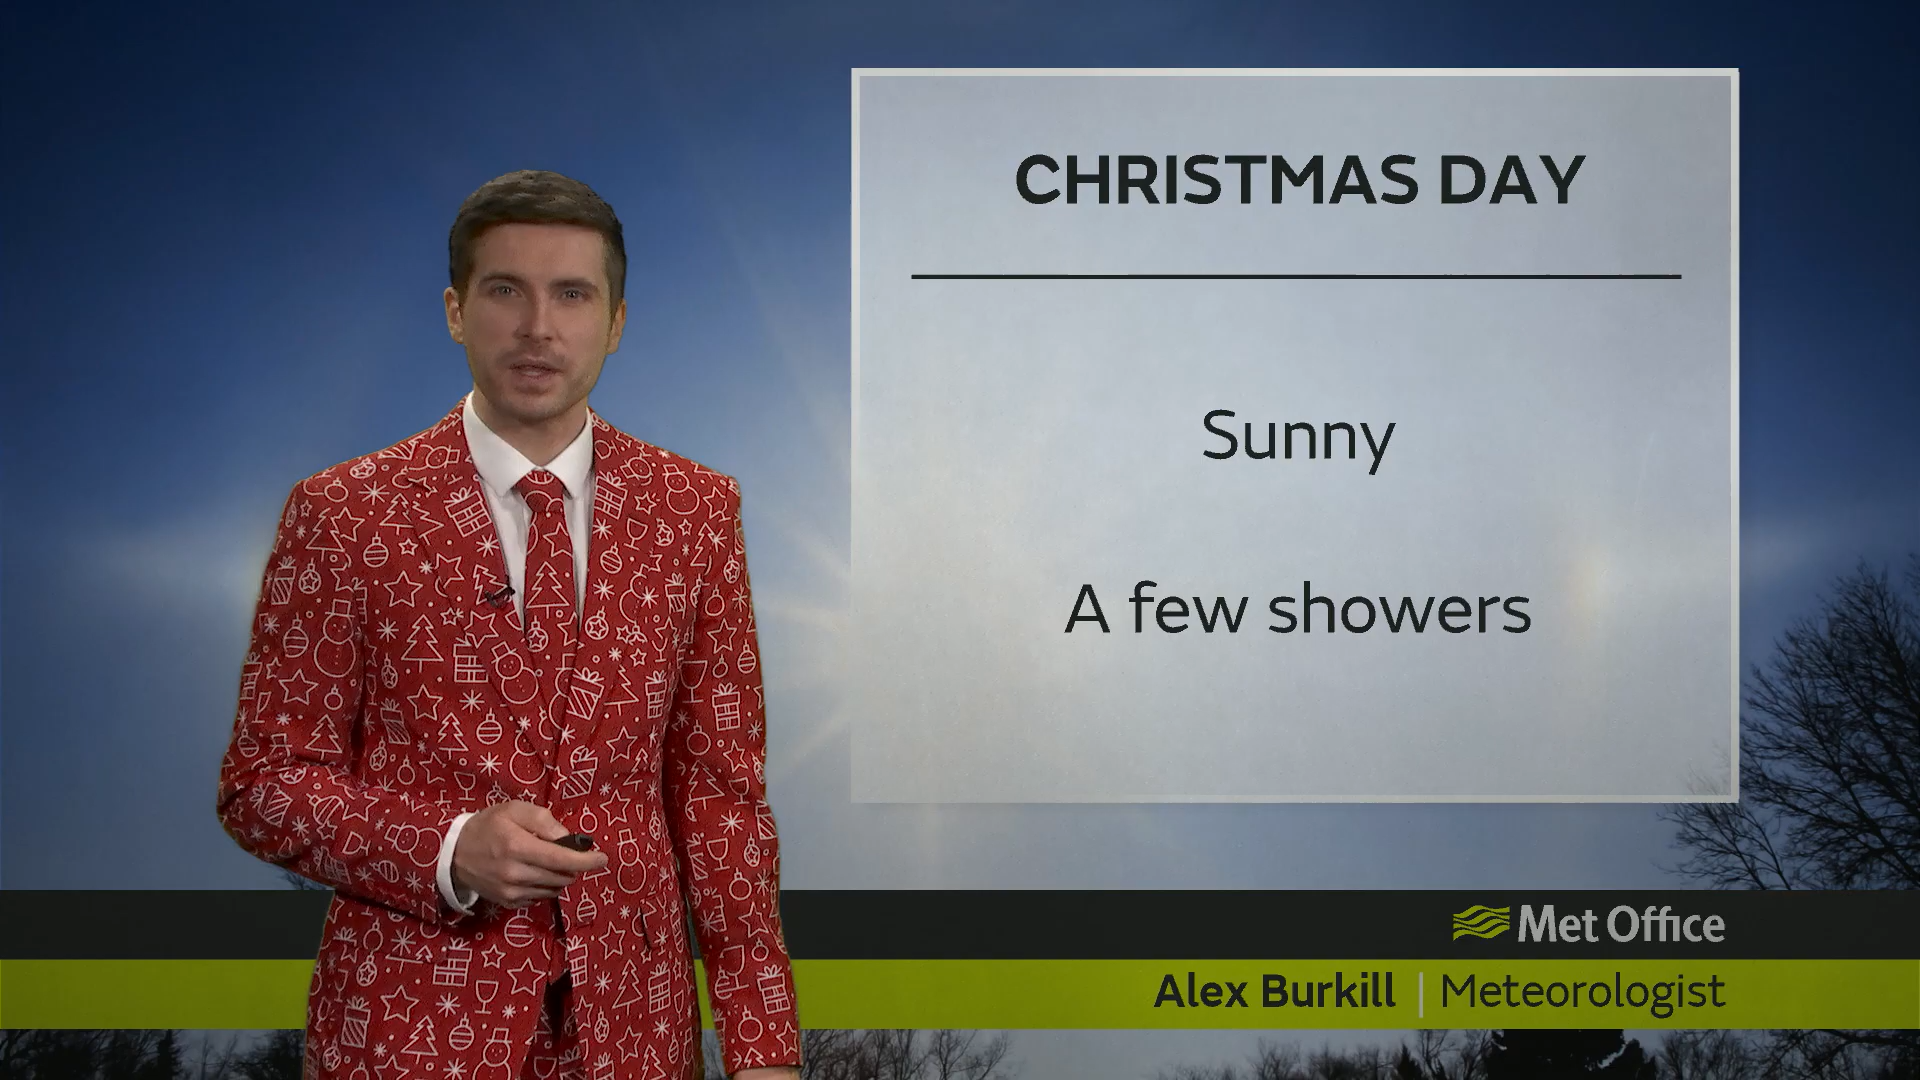 CHRISTMAS DAY
Sunny
A few showers
Met Office
Alex Burkill | Meteorologist